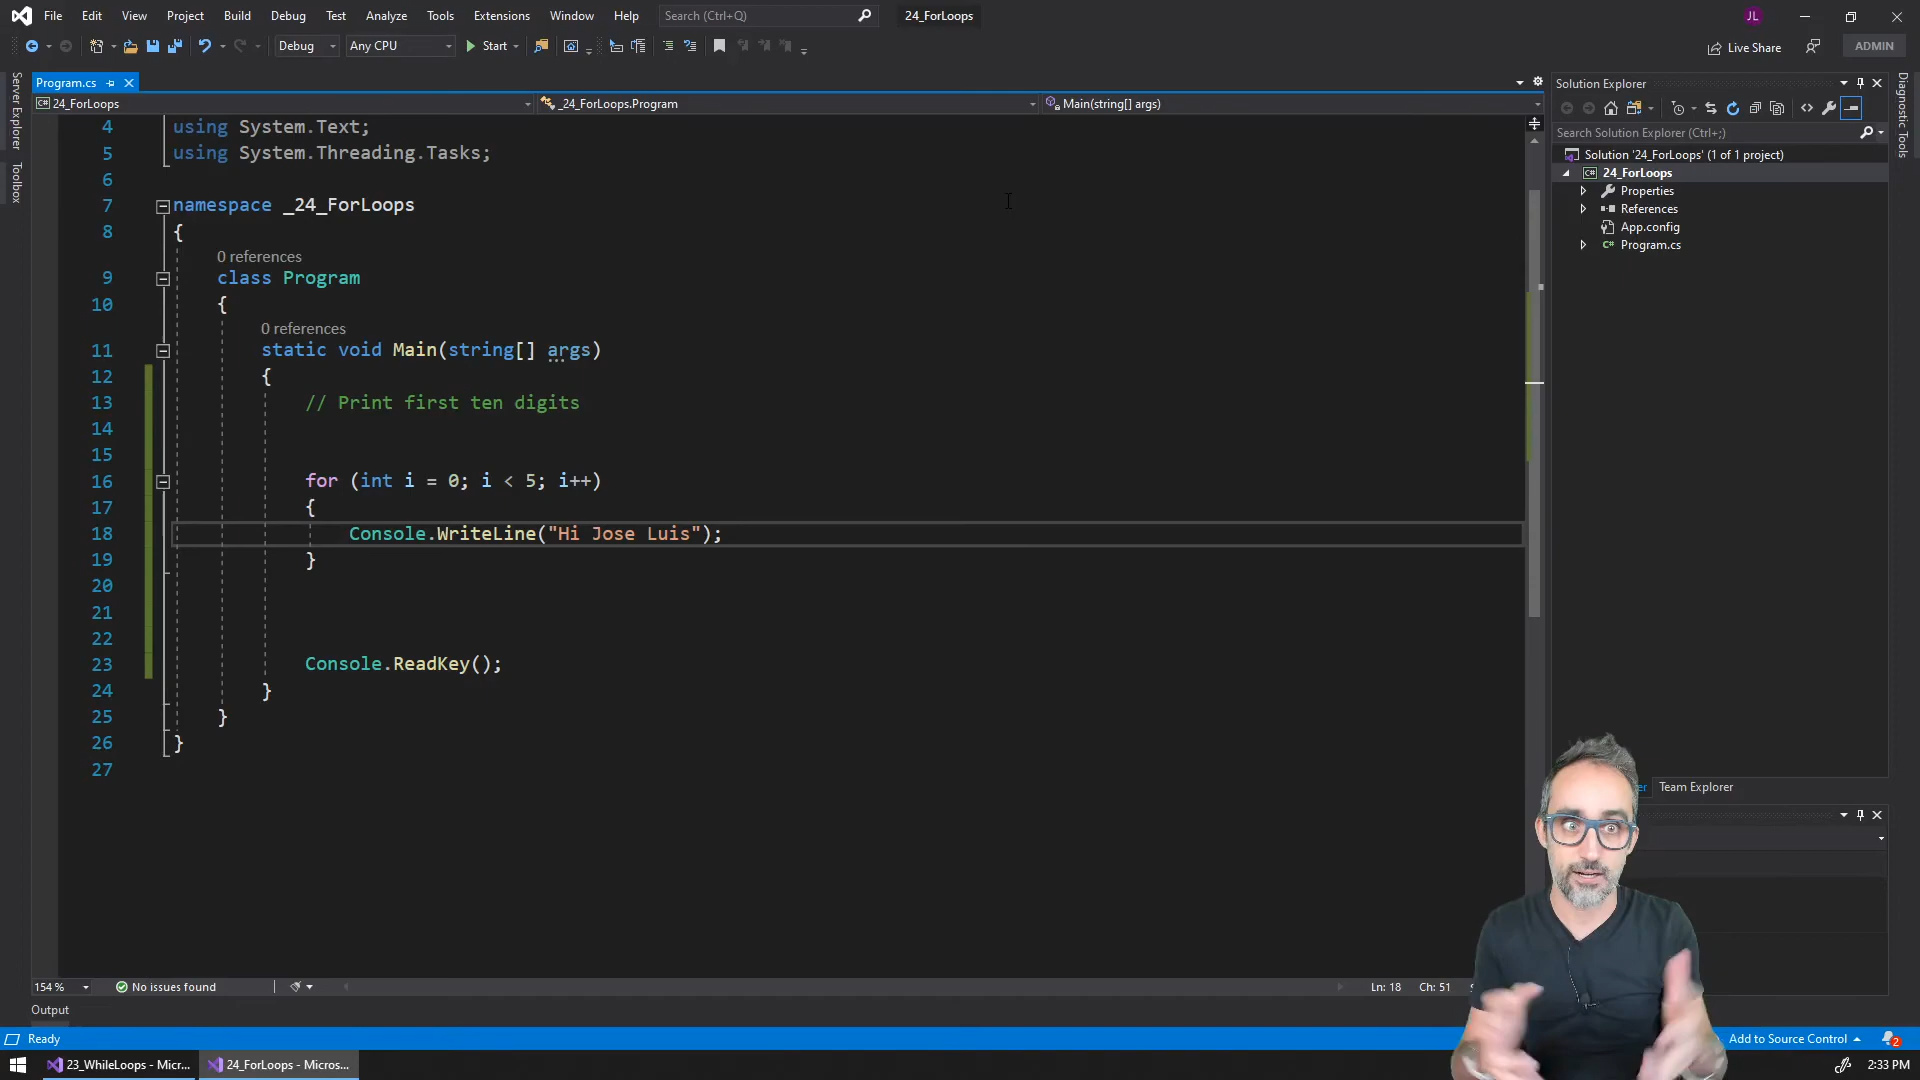 File Edit View Project Build Debug Test Analyze Tools Extensions Window Help Search (Ctrl+Q) 24_ForLoops JL
Debug Any CPU Start Live Share ADMIN
Server Explorer
Toolbox
Program.cs
24_ForLoops _24_ForLoops.Program Main(string[] args)
4 using System.Text;
5 using System.Threading.Tasks;
6
7 namespace _24_ForLoops
8 {
0 references
9 class Program
10 {
0 references
11 static void Main(string[] args)
12 {
13 // Print first ten digits
14
15
16 for (int i = 0; i < 5; i++)
17 {
18 Console.WriteLine("Hi Jose Luis");
19 }
20
21
22
23 Console.ReadKey();
24 }
25 }
26 }
27
154 % No issues found Ln: 18 Ch: 51
Output
Solution Explorer
Search Solution Explorer (Ctrl+;)
Solution '24_ForLoops' (1 of 1 project)
24_ForLoops
Properties
References
App.config
Program.cs
Team Explorer
Diagnostic Tools
Ready Add to Source Control 2
23_WhileLoops - Micr... 24_ForLoops - Micros... 2:33 PM